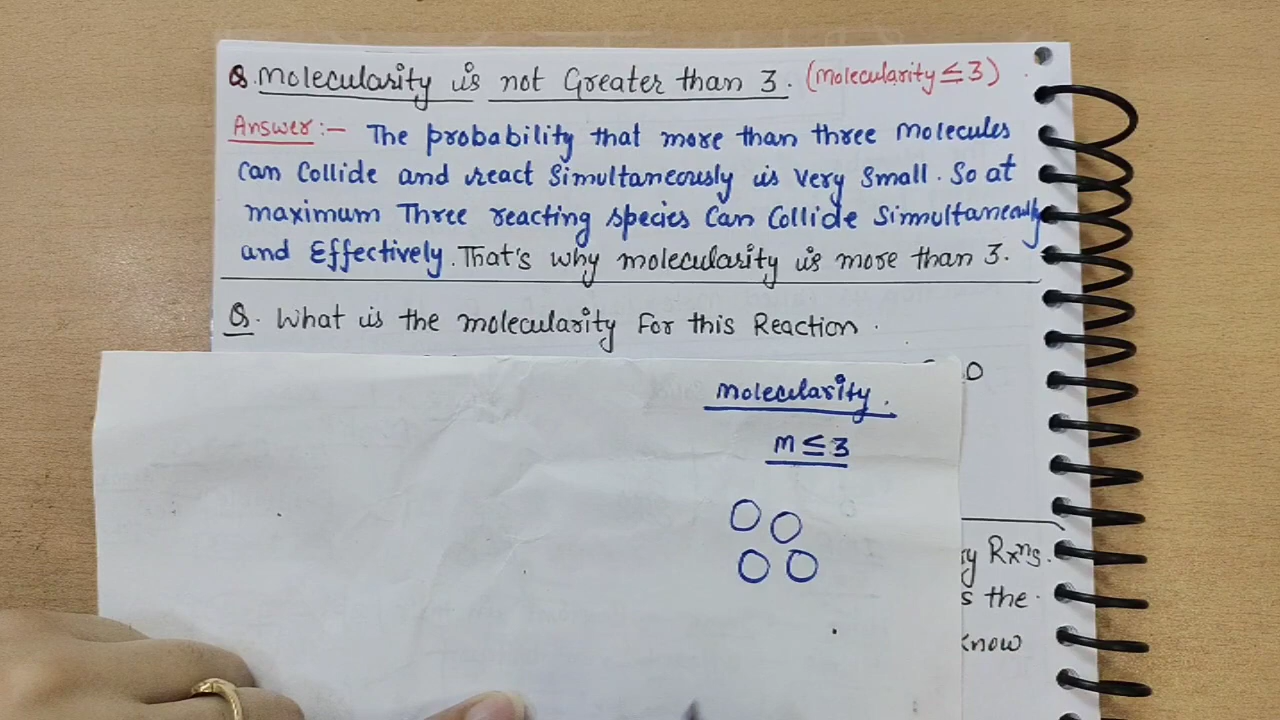 Q. Molecularity is not Greater than 3. (Molecularity ≤ 3)
Answer:- The probability that more than three Molecules
Can Collide and react Simultaneously is very Small. So at
maximum Three reacting species Can Collide Simultaneously
and Effectively. That's why molecularity is more than 3.
Q. What is the molecularity For this Reaction.
O
Molecularity.
M ≤ 3
Rxns.
s the
know